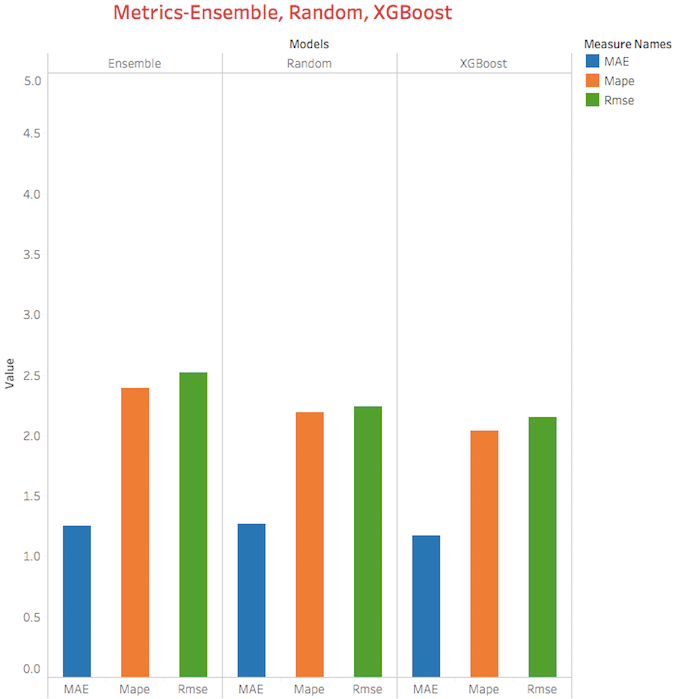 Metrics-Ensemble, Random, XGBoost
Models
Measure Names
Ensemble Random XGBoost
MAE
Mape
Rmse
5.0
4.5
4.0
3.5
3.0
2.5
2.0
1.5
1.0
0.5
0.0
Value
MAE Mape Rmse MAE Mape Rmse MAE Mape Rmse